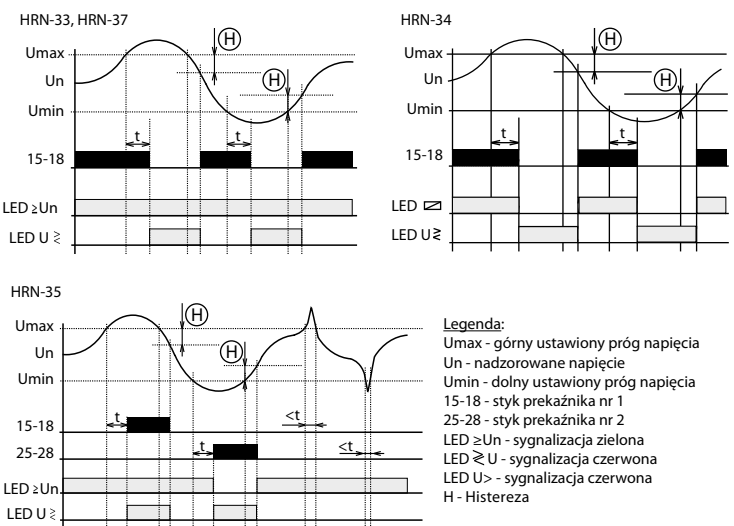 HRN-33, HRN-37
Umax
Un
Umin
H
H
t
t
15-18
LED ≥Un
LED U ≷
HRN-34
Umax
Un
Umin
H
H
t
t
15-18
LED
LED U≷
HRN-35
Umax
Un
Umin
H
H
t
<t
15-18
t
<t
25-28
LED ≥Un
LED U ≷
Legenda:
Umax - górny ustawiony próg napięcia
Un - nadzorowane napięcie
Umin - dolny ustawiony próg napięcia
15-18 - styk prekaźnika nr 1
25-28 - styk prekaźnika nr 2
LED ≥Un - sygnalizacja zielona
LED ≷ U - sygnalizacja czerwona
LED U> - sygnalizacja czerwona
H - Histereza